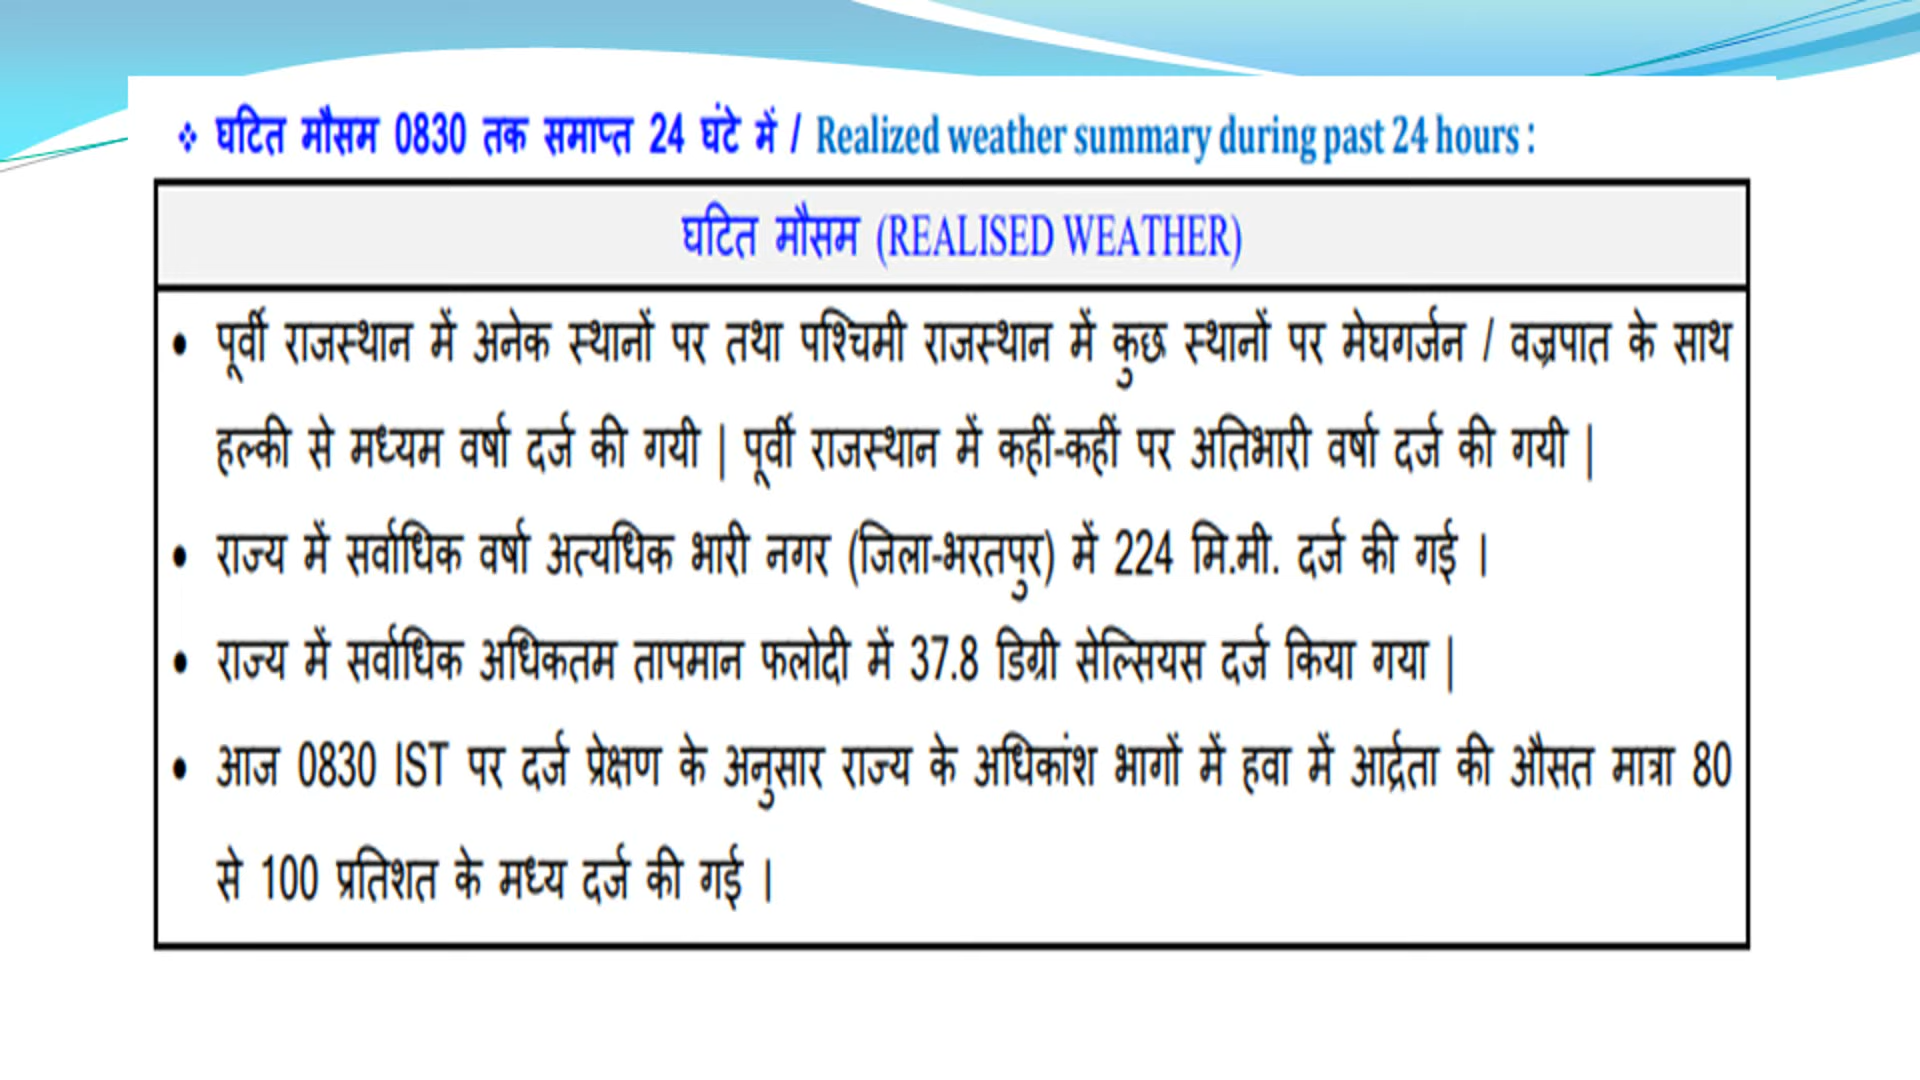 ❖ घटित मौसम 0830 तक समाप्त 24 घंटे में / Realized weather summary during past 24 hours :
घटित मौसम (REALISED WEATHER)
• पूर्वी राजस्थान में अनेक स्थानों पर तथा पश्चिमी राजस्थान में कुछ स्थानों पर मेघगर्जन / वज्रपात के साथ
हल्की से मध्यम वर्षा दर्ज की गयी | पूर्वी राजस्थान में कहीं-कहीं पर अतिभारी वर्षा दर्ज की गयी |
• राज्य में सर्वाधिक वर्षा अत्यधिक भारी नगर (जिला-भरतपुर) में 224 मि.मी. दर्ज की गई ।
• राज्य में सर्वाधिक अधिकतम तापमान फलोदी में 37.8 डिग्री सेल्सियस दर्ज किया गया |
• आज 0830 IST पर दर्ज प्रेक्षण के अनुसार राज्य के अधिकांश भागों में हवा में आर्द्रता की औसत मात्रा 80
से 100 प्रतिशत के मध्य दर्ज की गई ।